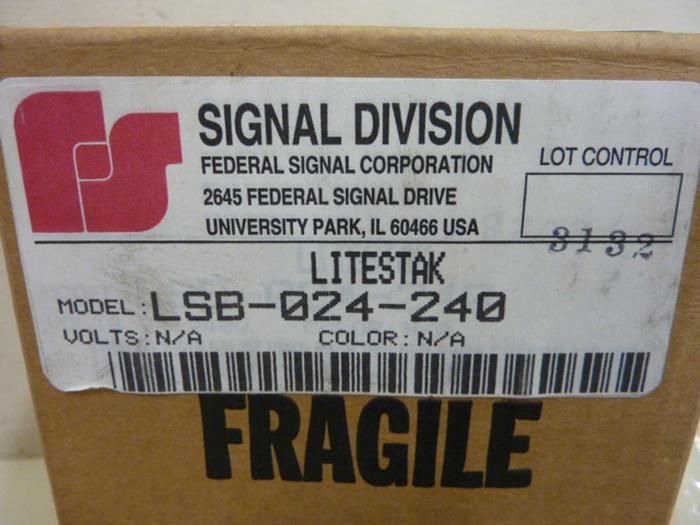 SIGNAL DIVISION
FEDERAL SIGNAL CORPORATION
2645 FEDERAL SIGNAL DRIVE
UNIVERSITY PARK, IL 60466 USA
LOT CONTROL
3132
LITESTAK
MODEL:LSB-024-240
VOLTS:N/A COLOR:N/A
FRAGILE